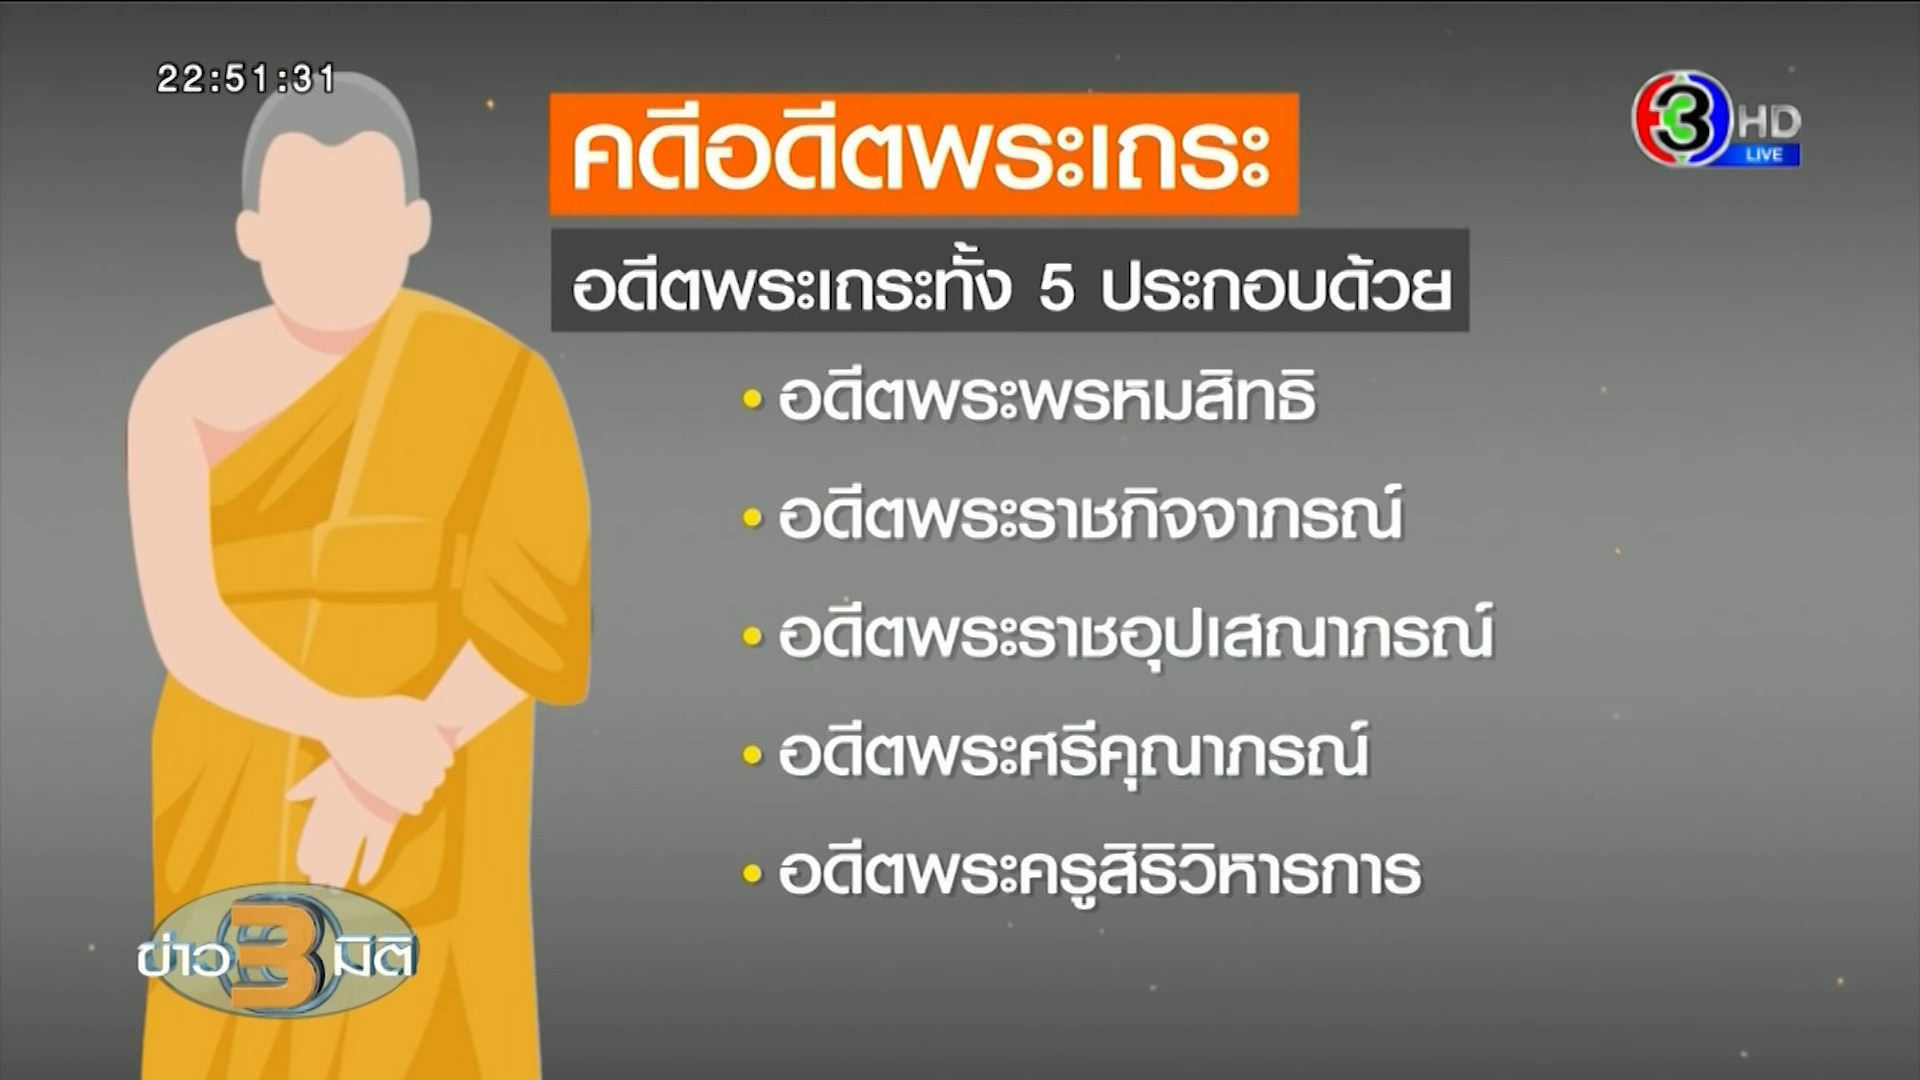 22:51:31
3 HD
LIVE
คดีอดีตพระเถระ
อดีตพระเถระทั้ง 5 ประกอบด้วย
• อดีตพระพรหมสิทธิ
• อดีตพระราชกิจจาภรณ์
• อดีตพระราชอุปเสณาภรณ์
• อดีตพระศรีคุณาภรณ์
• อดีตพระครูสิริวิหารการ
ข่าว 3 มิติ